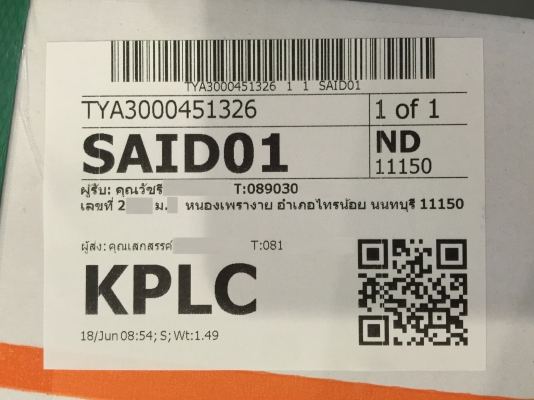 TYA3000451326 1 1 SAID01
TYA3000451326
1 of 1
SAID01
ND
11150
ผู้รับ: คุณวัชรี T:089030
เลขที่ 2 ม. หนองเพรางาย อำเภอไทรน้อย นนทบุรี 11150
ผู้ส่ง: คุณเสกสรรค์ T:081
KPLC
18/Jun 08:54; S; Wt:1.49